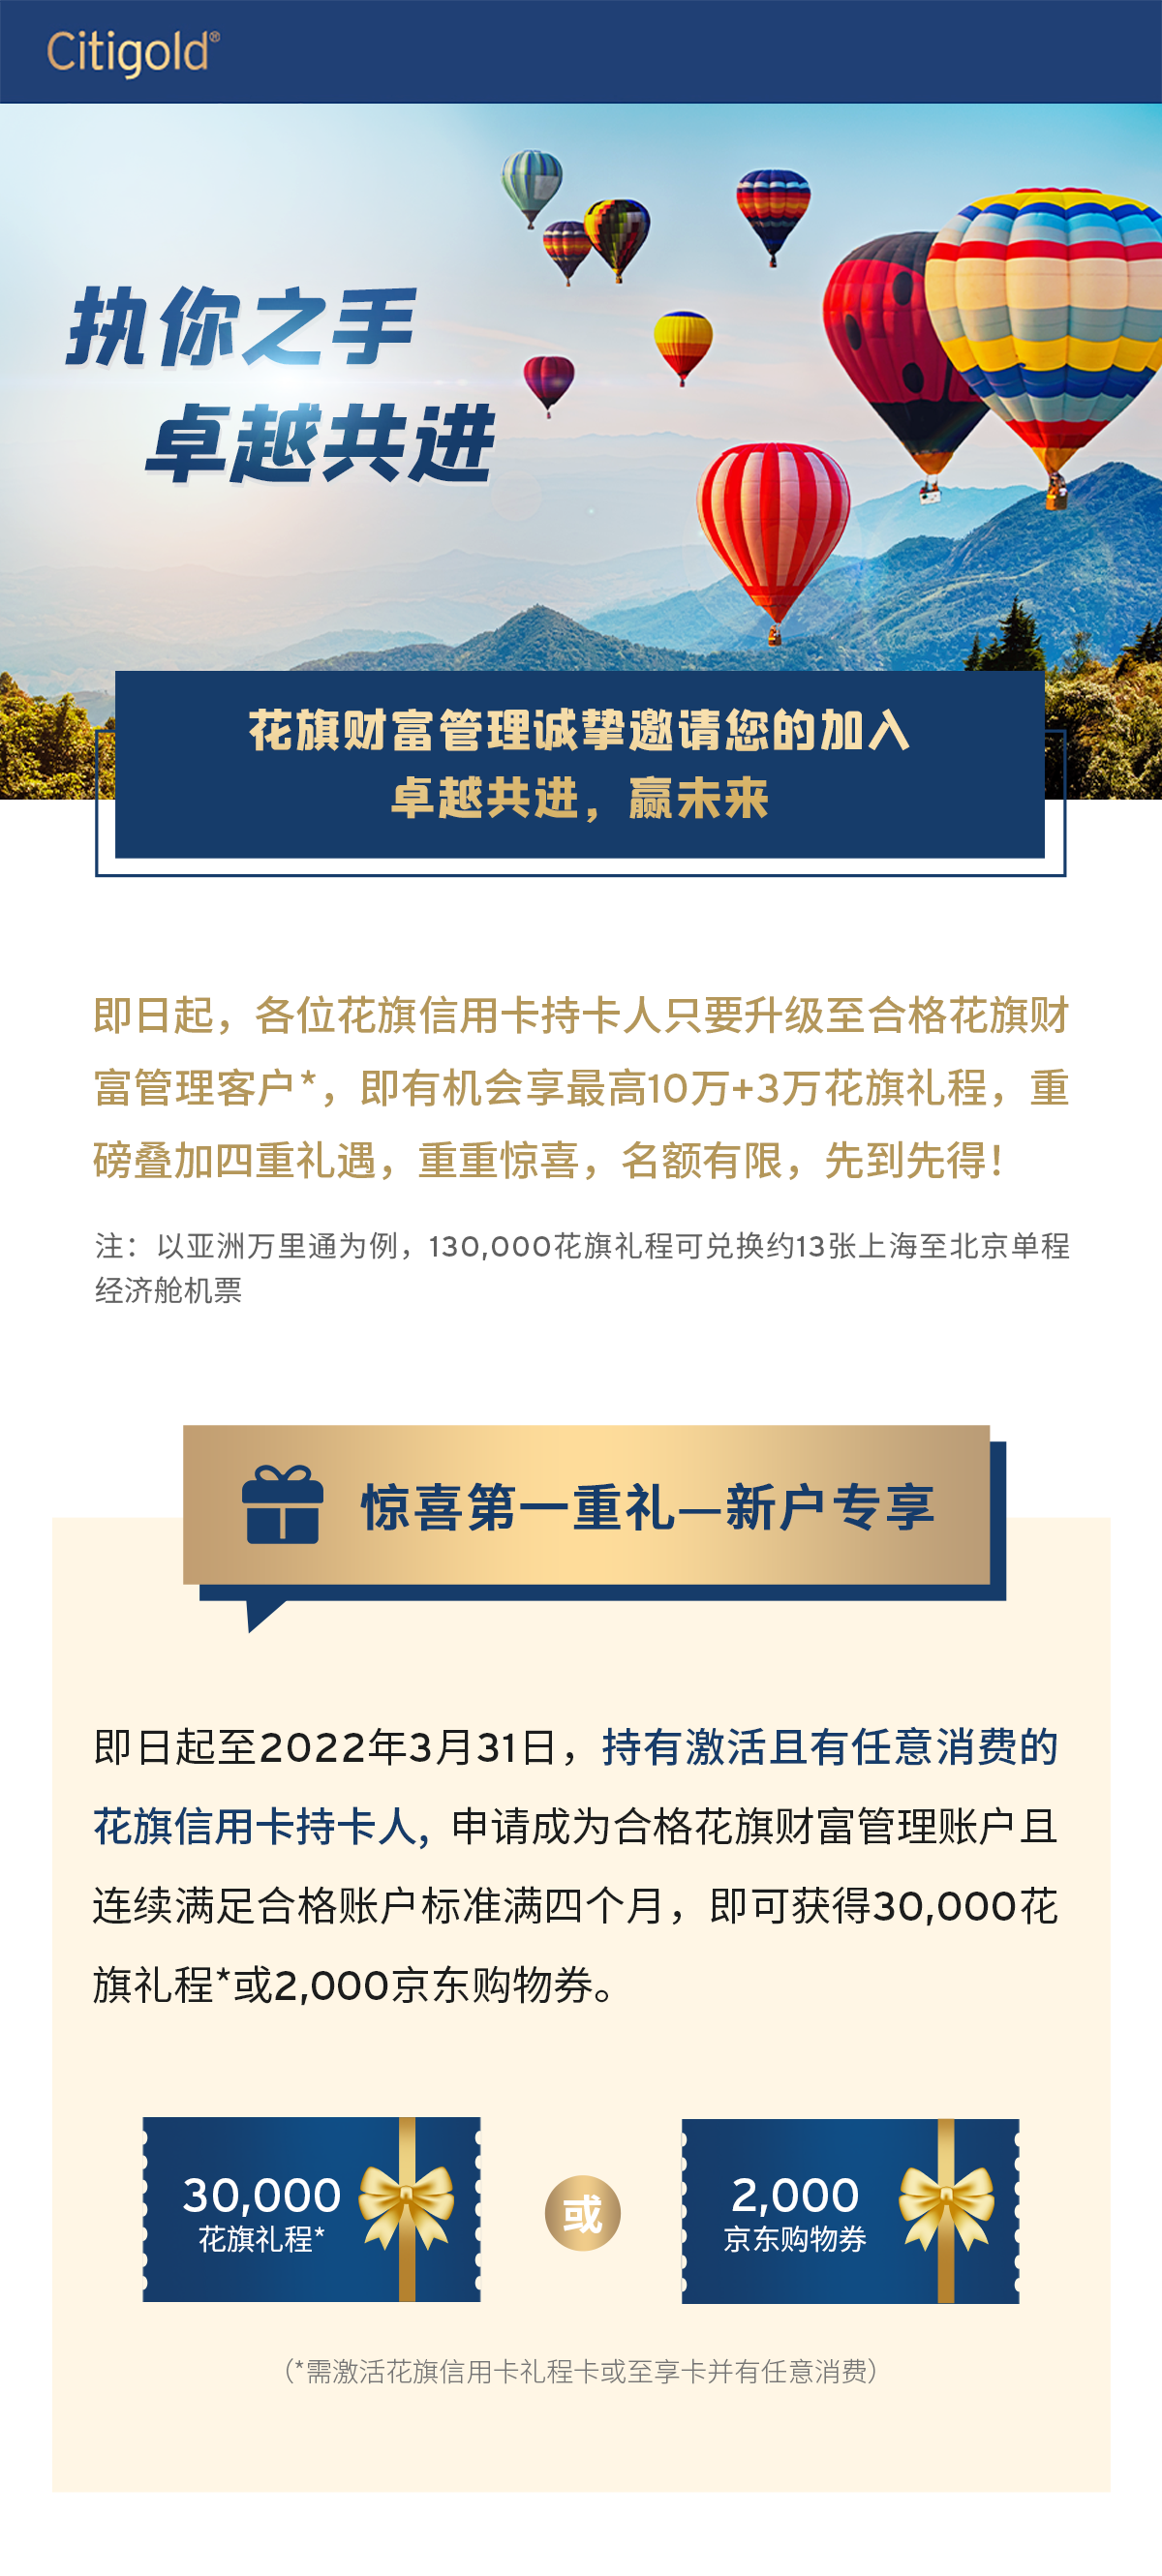 Citigold®
执你之手
卓越共进
花旗财富管理诚挚邀请您的加入
卓越共进，赢未来
即日起，各位花旗信用卡持卡人只要升级至合格花旗财
富管理客户*，即有机会享最高10万+3万花旗礼程，重
磅叠加四重礼遇，重重惊喜，名额有限，先到先得！
注：以亚洲万里通为例，130,000花旗礼程可兑换约13张上海至北京单程
经济舱机票
惊喜第一重礼—新户专享
即日起至2022年3月31日，持有激活且有任意消费的
花旗信用卡持卡人，申请成为合格花旗财富管理账户且
连续满足合格账户标准满四个月，即可获得30,000花
旗礼程*或2,000京东购物券。
30,000
花旗礼程*
或
2,000
京东购物券
（*需激活花旗信用卡礼程卡或至享卡并有任意消费）